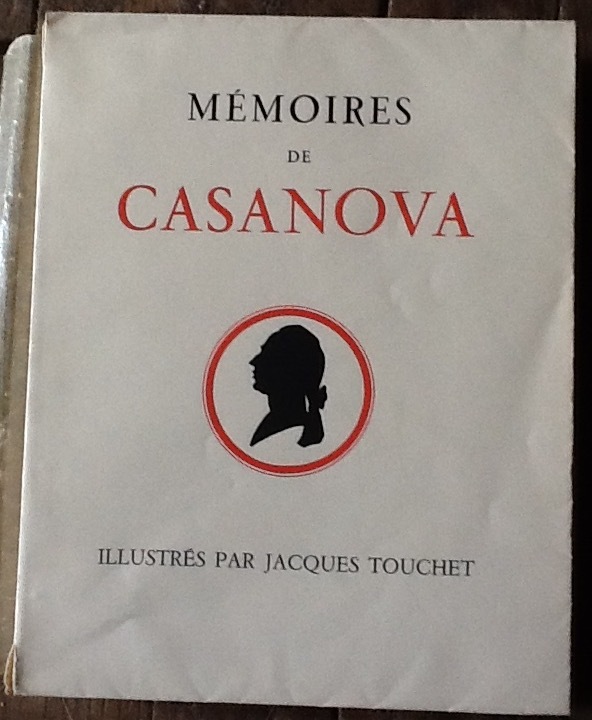 MÉMOIRES
DE
CASANOVA
ILLUSTRÉS PAR JACQUES TOUCHET